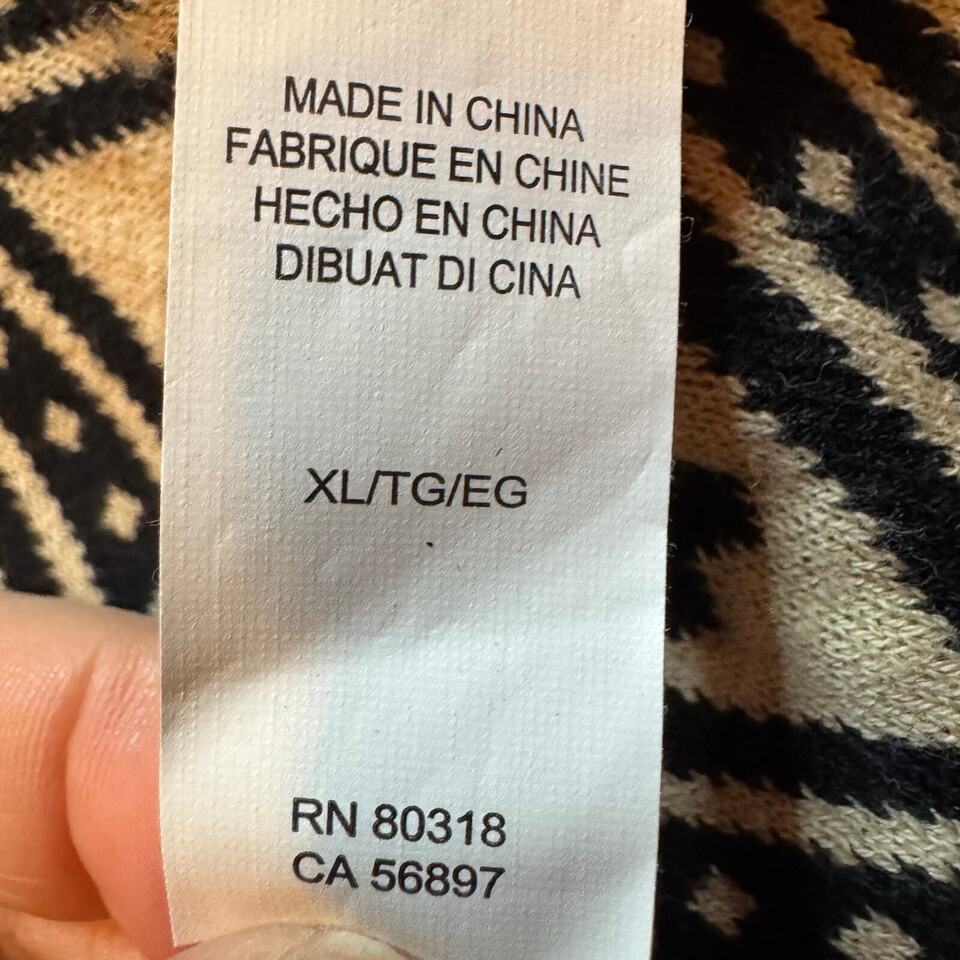 MADE IN CHINA
FABRIQUE EN CHINE
HECHO EN CHINA
DIBUAT DI CINA
XL/TG/EG
RN 80318
CA 56897